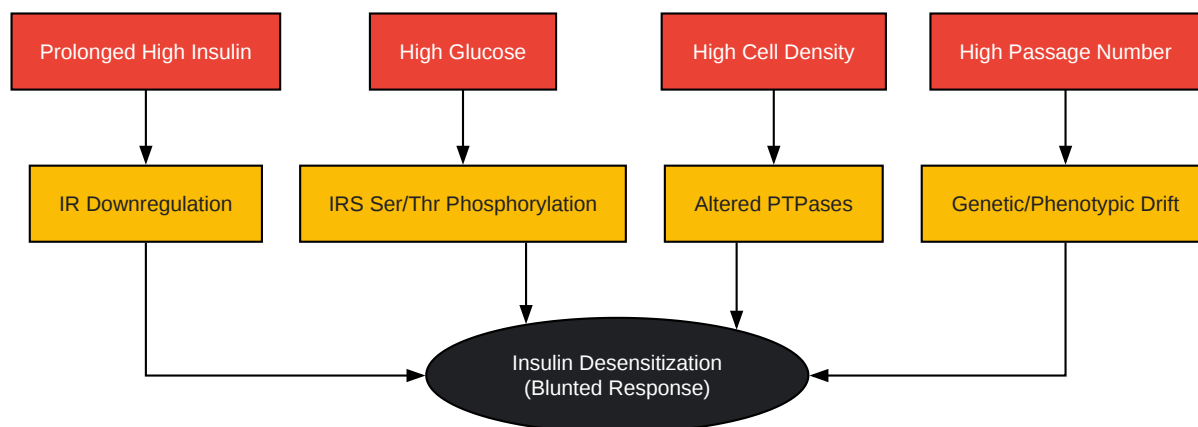 Prolonged High Insulin
High Glucose
High Cell Density
High Passage Number
IR Downregulation
IRS Ser/Thr Phosphorylation
Altered PTPases
Genetic/Phenotypic Drift
Insulin Desensitization
(Blunted Response)